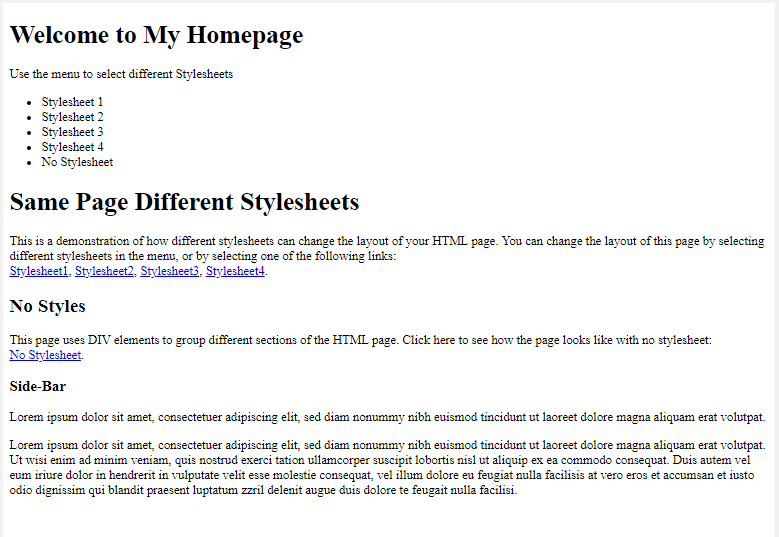 Welcome to My Homepage
Use the menu to select different Stylesheets
Stylesheet 1
Stylesheet 2
Stylesheet 3
Stylesheet 4
No Stylesheet
Same Page Different Stylesheets
This is a demonstration of how different stylesheets can change the layout of your HTML page. You can change the layout of this page by selecting
different stylesheets in the menu, or by selecting one of the following links:
Stylesheet1, Stylesheet2, Stylesheet3, Stylesheet4.
No Styles
This page uses DIV elements to group different sections of the HTML page. Click here to see how the page looks like with no stylesheet:
No Stylesheet.
Side-Bar
Lorem ipsum dolor sit amet, consectetuer adipiscing elit, sed diam nonummy nibh euismod tincidunt ut laoreet dolore magna aliquam erat volutpat.
Lorem ipsum dolor sit amet, consectetuer adipiscing elit, sed diam nonummy nibh euismod tincidunt ut laoreet dolore magna aliquam erat volutpat.
Ut wisi enim ad minim veniam, quis nostrud exerci tation ullamcorper suscipit lobortis nisl ut aliquip ex ea commodo consequat. Duis autem vel
eum iriure dolor in hendrerit in vulputate velit esse molestie consequat, vel illum dolore eu feugiat nulla facilisis at vero eros et accumsan et iusto
odio dignissim qui blandit praesent luptatum zzril delenit augue duis dolore te feugait nulla facilisi.